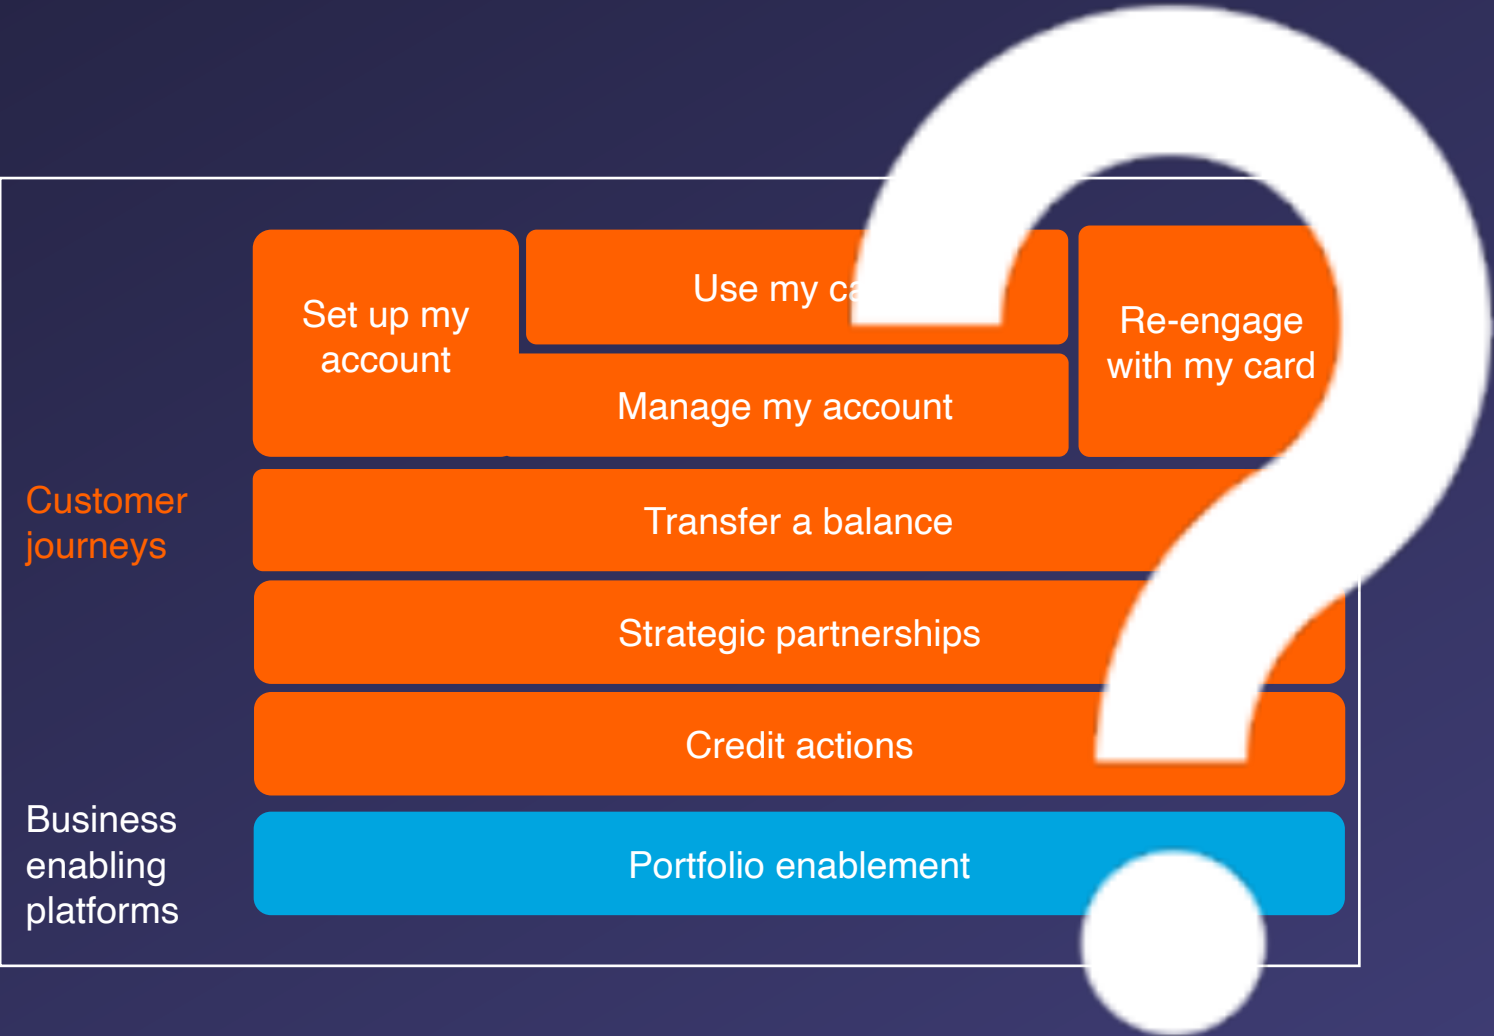 Set up my
account
Use my
Re-engage
with my card
Manage my account
Customer
journeys
Transfer a balance
Strategic partnerships
Credit actions
Business
enabling
platforms
Portfolio enablement
?